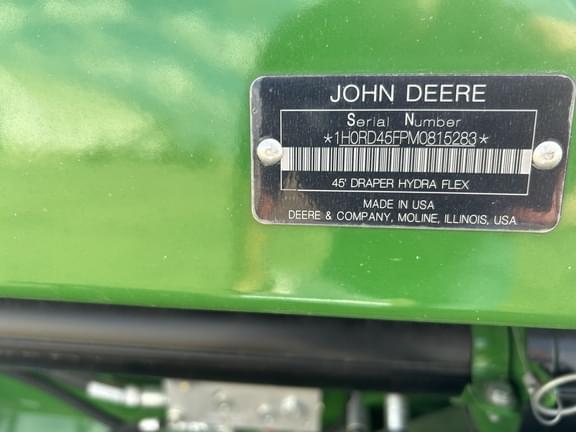 JOHN DEERE
Serial Number
*1H0RD45FPM0815283*
45' DRAPER HYDRA FLEX
MADE IN USA
DEERE & COMPANY, MOLINE, ILLINOIS, USA